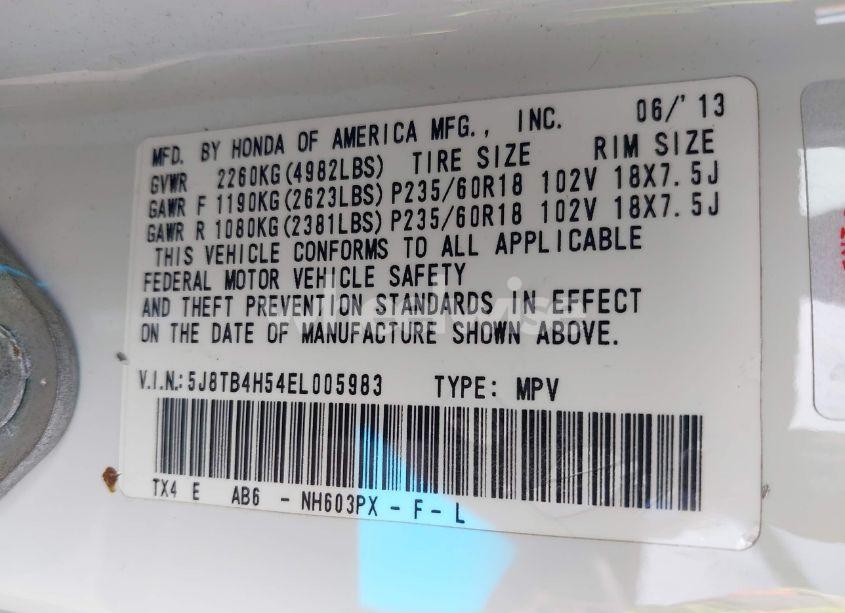 MFD. BY HONDA OF AMERICA MFG., INC. 06/'13
GVWR 2260KG(4982LBS) TIRE SIZE RIM SIZE
GAWR F 1190KG(2623LBS) P235/60R18 102V 18X7.5J
GAWR R 1080KG(2381LBS) P235/60R18 102V 18X7.5J
THIS VEHICLE CONFORMS TO ALL APPLICABLE
FEDERAL MOTOR VEHICLE SAFETY
AND THEFT PREVENTION STANDARDS IN EFFECT
ON THE DATE OF MANUFACTURE SHOWN ABOVE.
V.I.N.:5J8TB4H54EL005983 TYPE: MPV
TX4 E AB6 - NH603PX - F - L